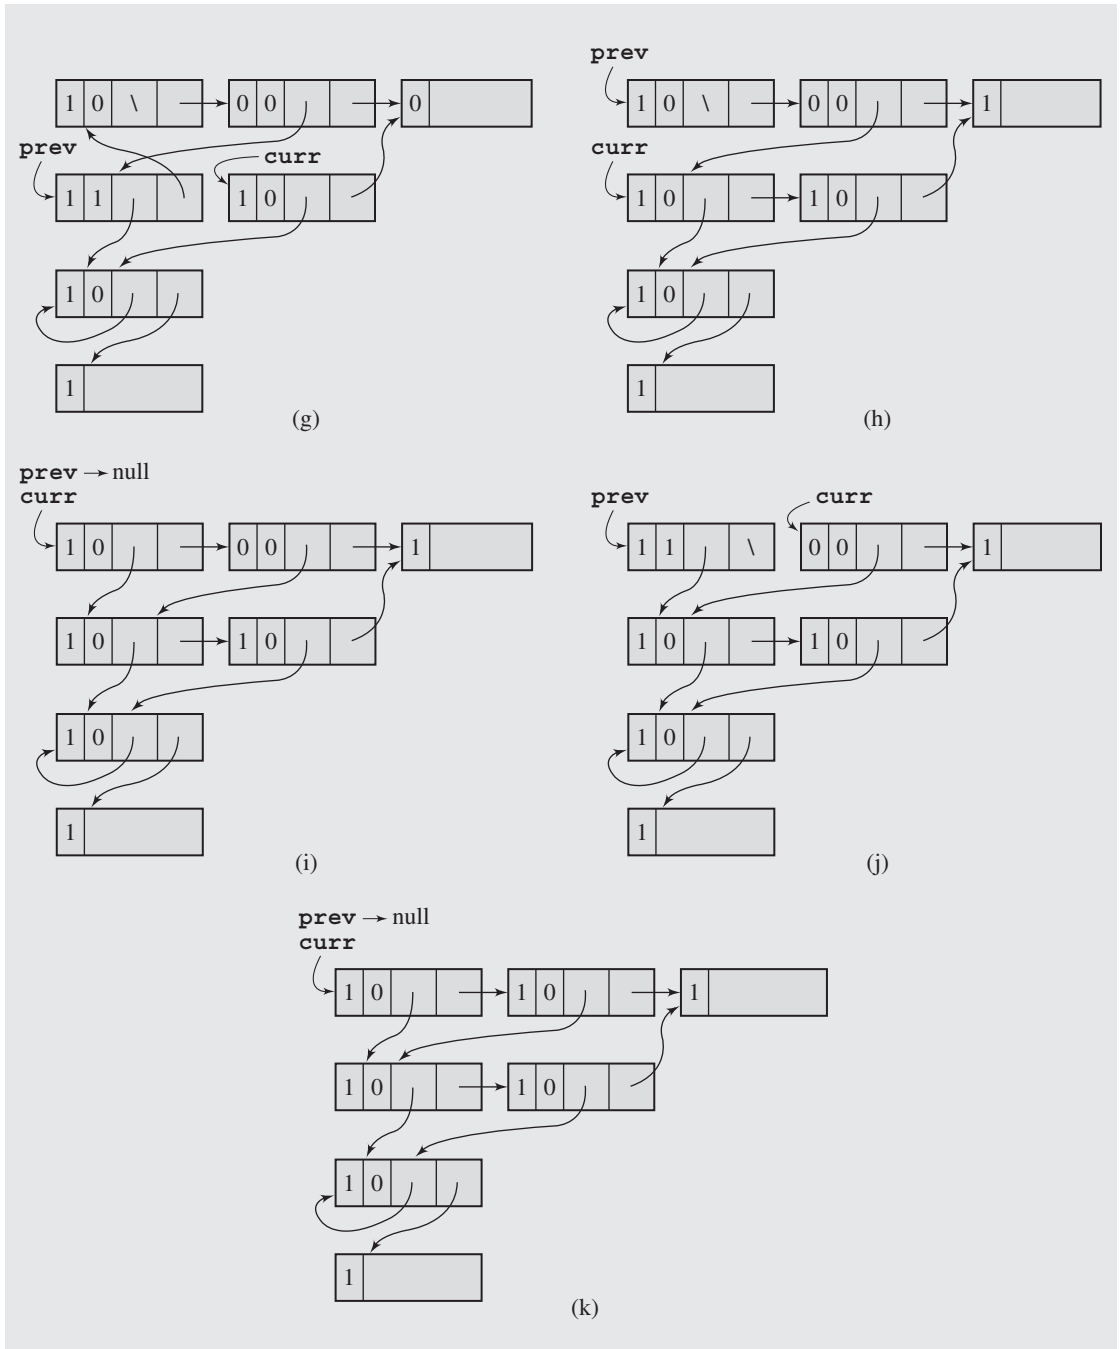 prev
1 0 \ 0 0 0
prev curr
1 1 1 0
1 0
1
(g)
prev
1 0 \ 0 0 1
curr
1 0 1 0
1 0
1
(h)
prev → null
curr
1 0 0 0 1
1 0 1 0
1 0
1
(i)
prev curr
1 1 \ 0 0 1
1 0 1 0
1 0
1
(j)
prev → null
curr
1 0 1 0 1
1 0 1 0
1 0
1
(k)